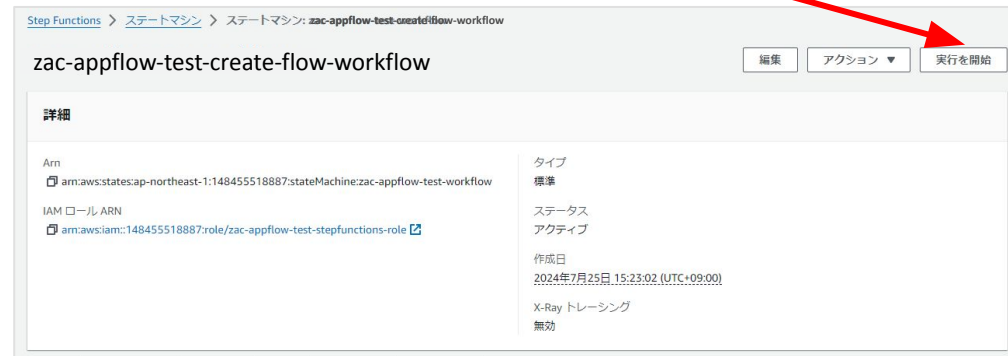 Step Functions > ステートマシン > ステートマシン: zac-appflow-test-create-flow-workflow
zac-appflow-test-create-flow-workflow
編集
アクション ▼
実行を開始
詳細
Arn
arn:aws:states:ap-northeast-1:148455518887:stateMachine:zac-appflow-test-workflow
IAM ロール ARN
arn:aws:iam::148455518887:role/zac-appflow-test-stepfunctions-role
タイプ
標準
ステータス
アクティブ
作成日
2024年7月25日 15:23:02 (UTC+09:00)
X-Ray トレーシング
無効